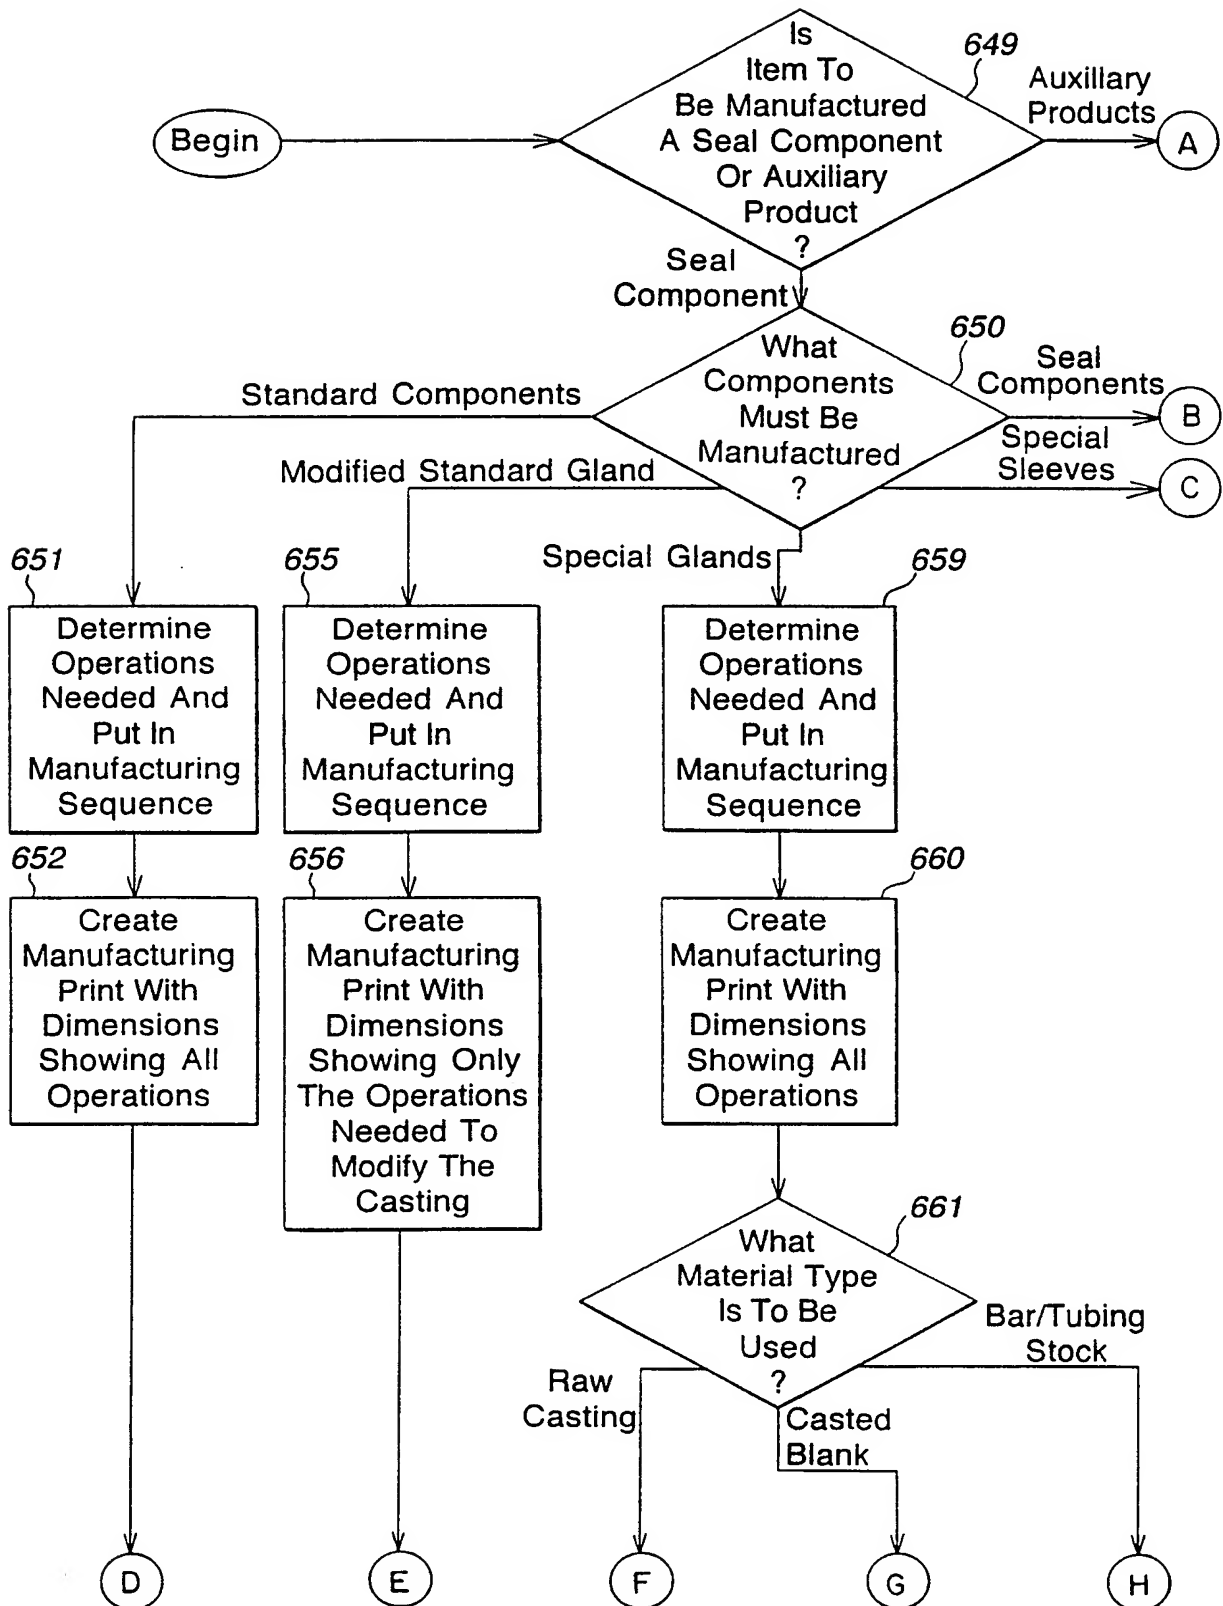 Is
Item To
Be Manufactured
A Seal Component
Or Auxiliary
Product
?
649
Auxillary
Products
A
Begin
Seal
Component
What
Components
Must Be
Manufactured
?
650
Seal
Components
B
Special
Sleeves
C
Standard Components
Modified Standard Gland
Special Glands
651
Determine
Operations
Needed And
Put In
Manufacturing
Sequence
655
Determine
Operations
Needed And
Put In
Manufacturing
Sequence
659
Determine
Operations
Needed And
Put In
Manufacturing
Sequence
652
Create
Manufacturing
Print With
Dimensions
Showing All
Operations
656
Create
Manufacturing
Print With
Dimensions
Showing Only
The Operations
Needed To
Modify The
Casting
660
Create
Manufacturing
Print With
Dimensions
Showing All
Operations
661
What
Material Type
Is To Be
Used
?
Raw
Casting
Casted
Blank
Bar/Tubing
Stock
D
E
F
G
H